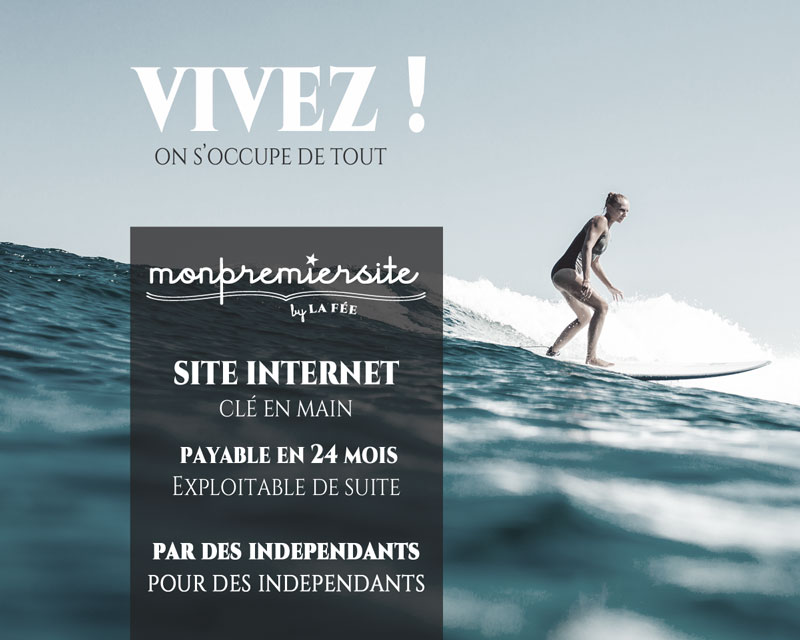 VIVEZ !
ON S'OCCUPE DE TOUT
monpremiersite
by LA FÉE
SITE INTERNET
CLÉ EN MAIN
PAYABLE EN 24 MOIS
EXPLOITABLE DE SUITE
PAR DES INDEPENDANTS
POUR DES INDEPENDANTS